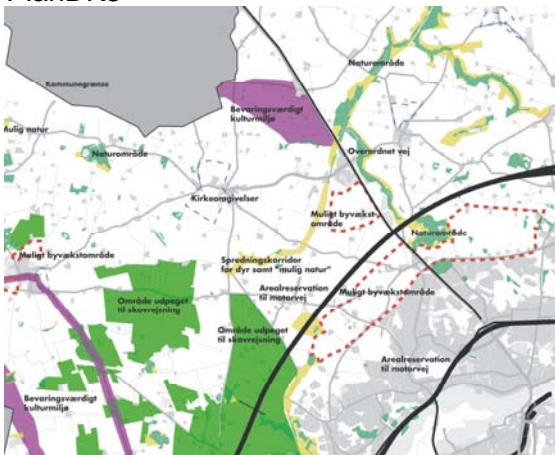 Naturområde
Kommunegrænse
Bevaringsværdigt
kulturmiljø
Mulig natur
Naturområde
Overordnet vej
Kirkeomgivelser
Muligt byvækst-
område
Naturområde
Muligt byvækstområde
Spredningskorridor
for dyr samt "mulig natur"
Arealreservation
til motorvej
Muligt byvækstområde
Område udpeget
til skovrejsning
Område udpeget
til skovrejsning
Arealreservation
til motorvej
Bevaringsværdigt
kulturmiljø